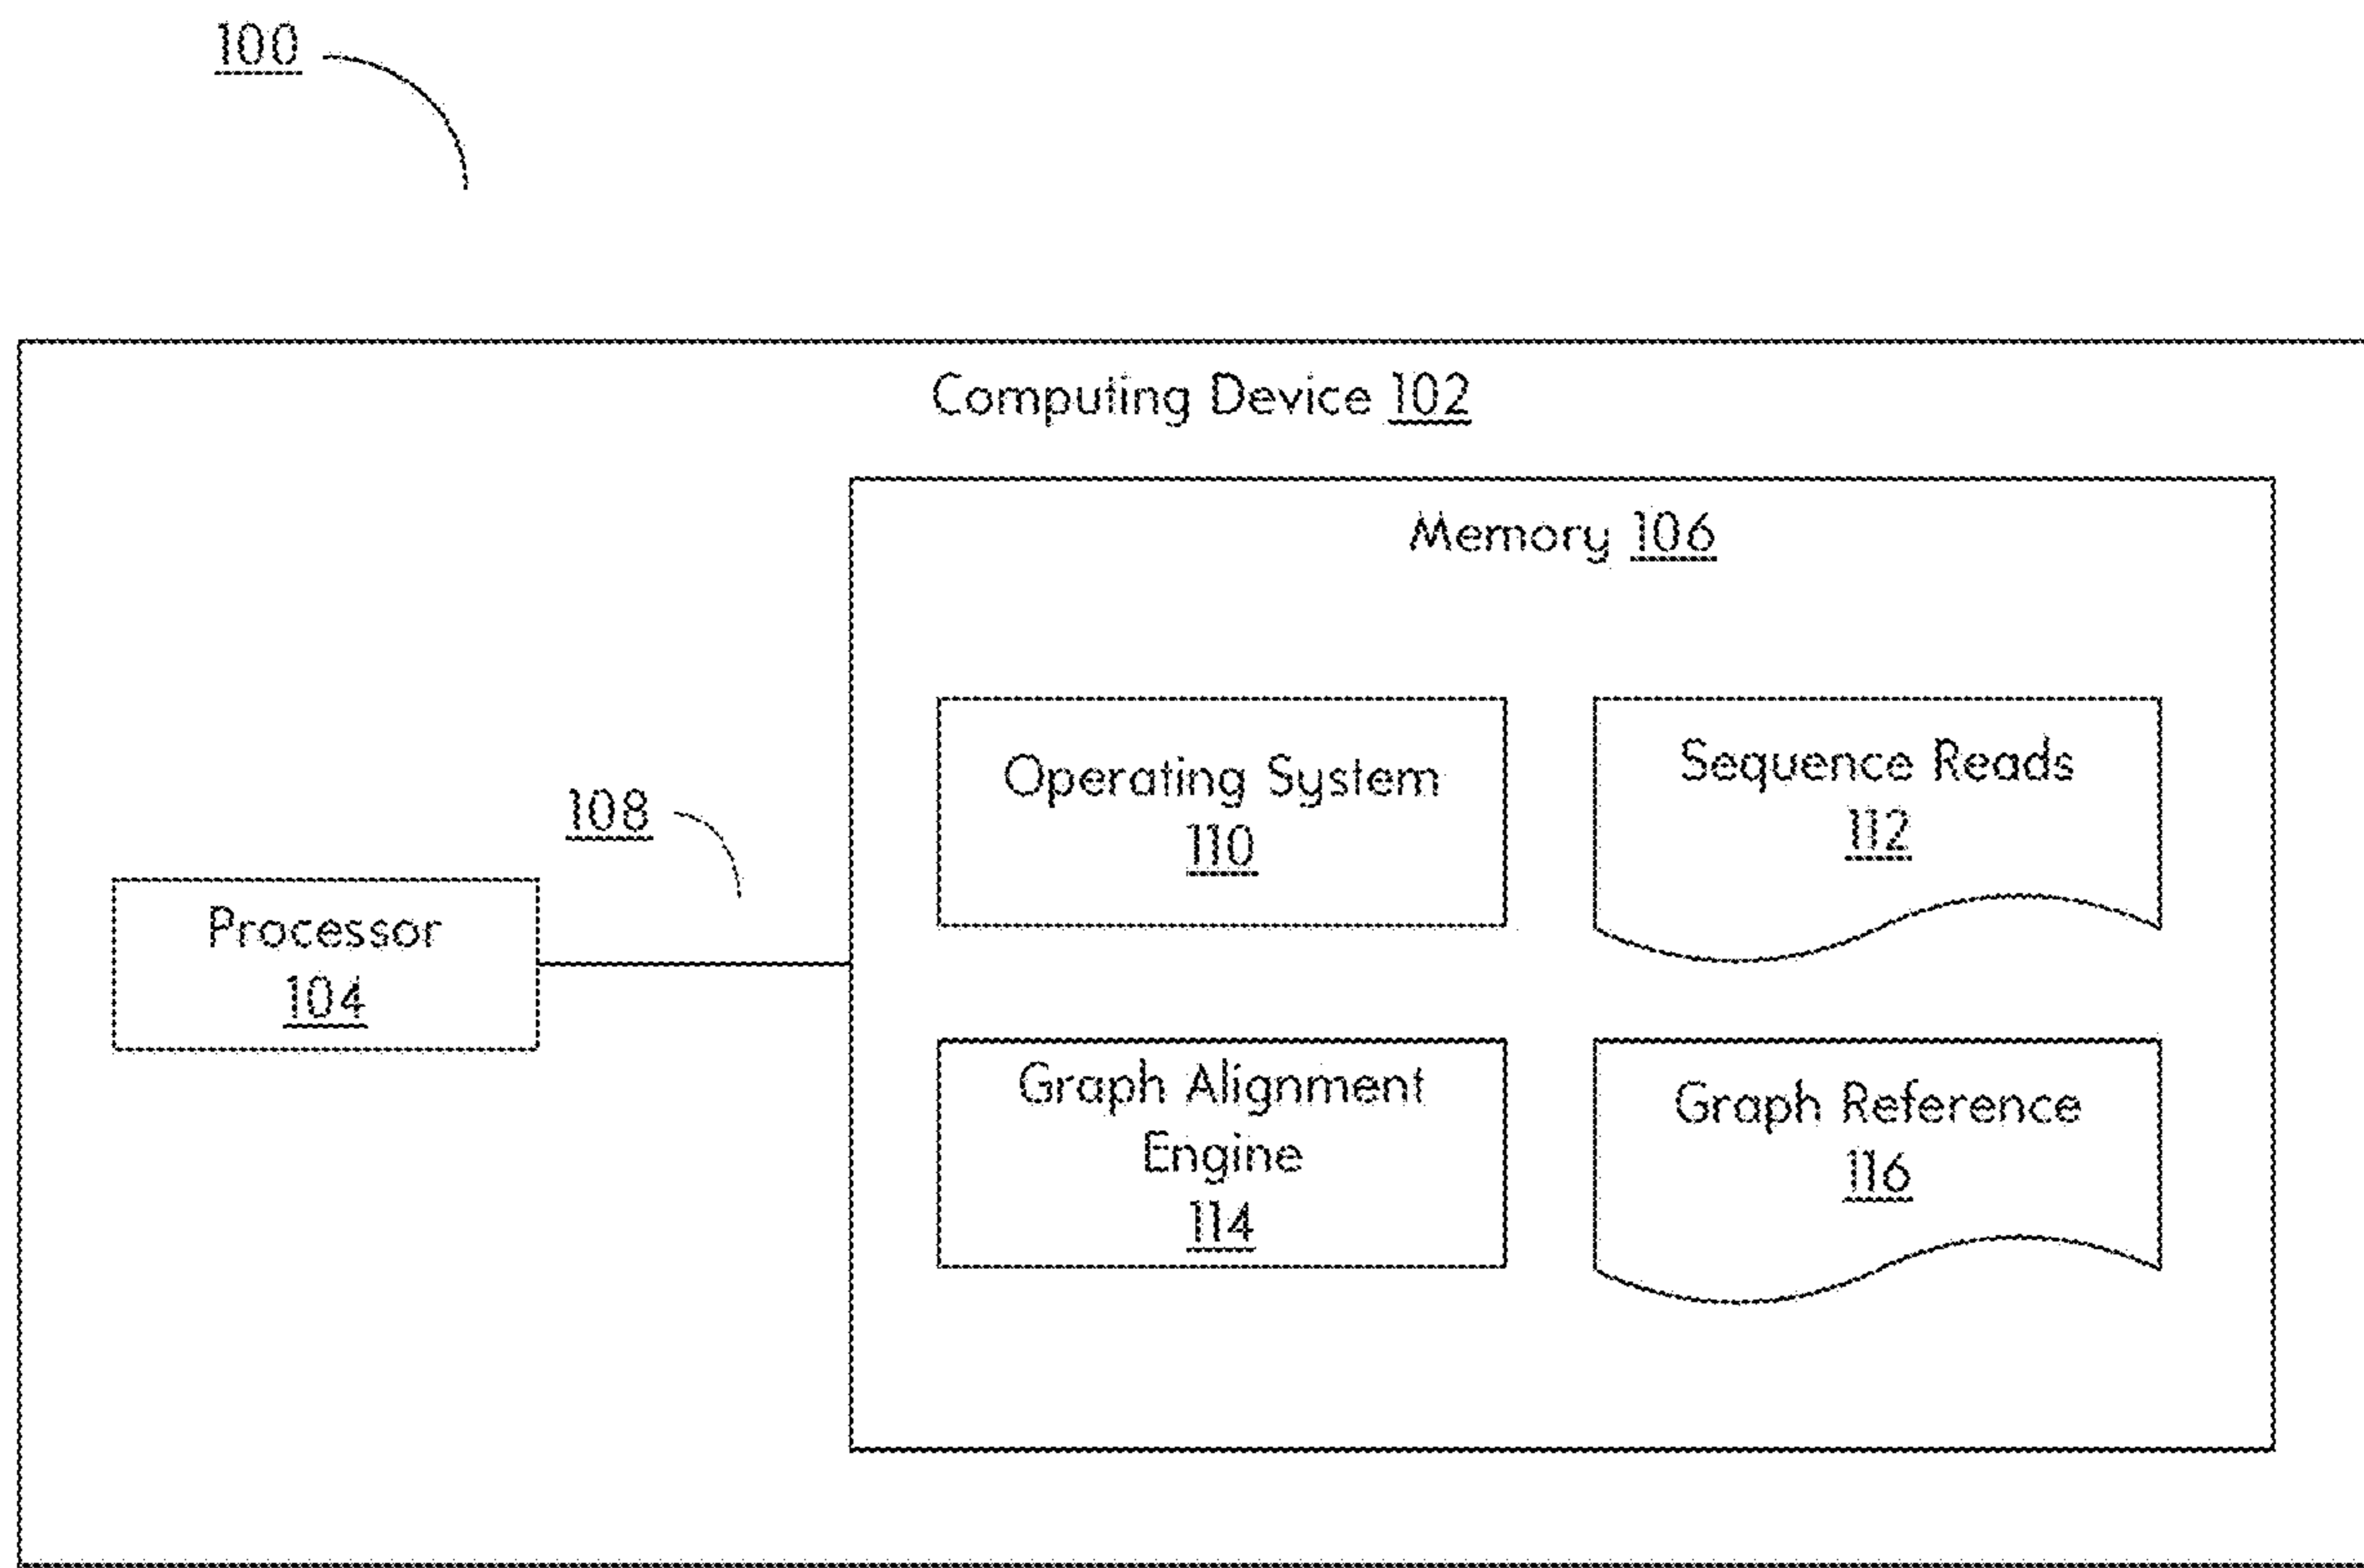 100
Computing Device 102
Memory 106
Operating System
110
Sequence Reads
112
108
Processor
104
Graph Alignment
Engine
114
Graph Reference
116